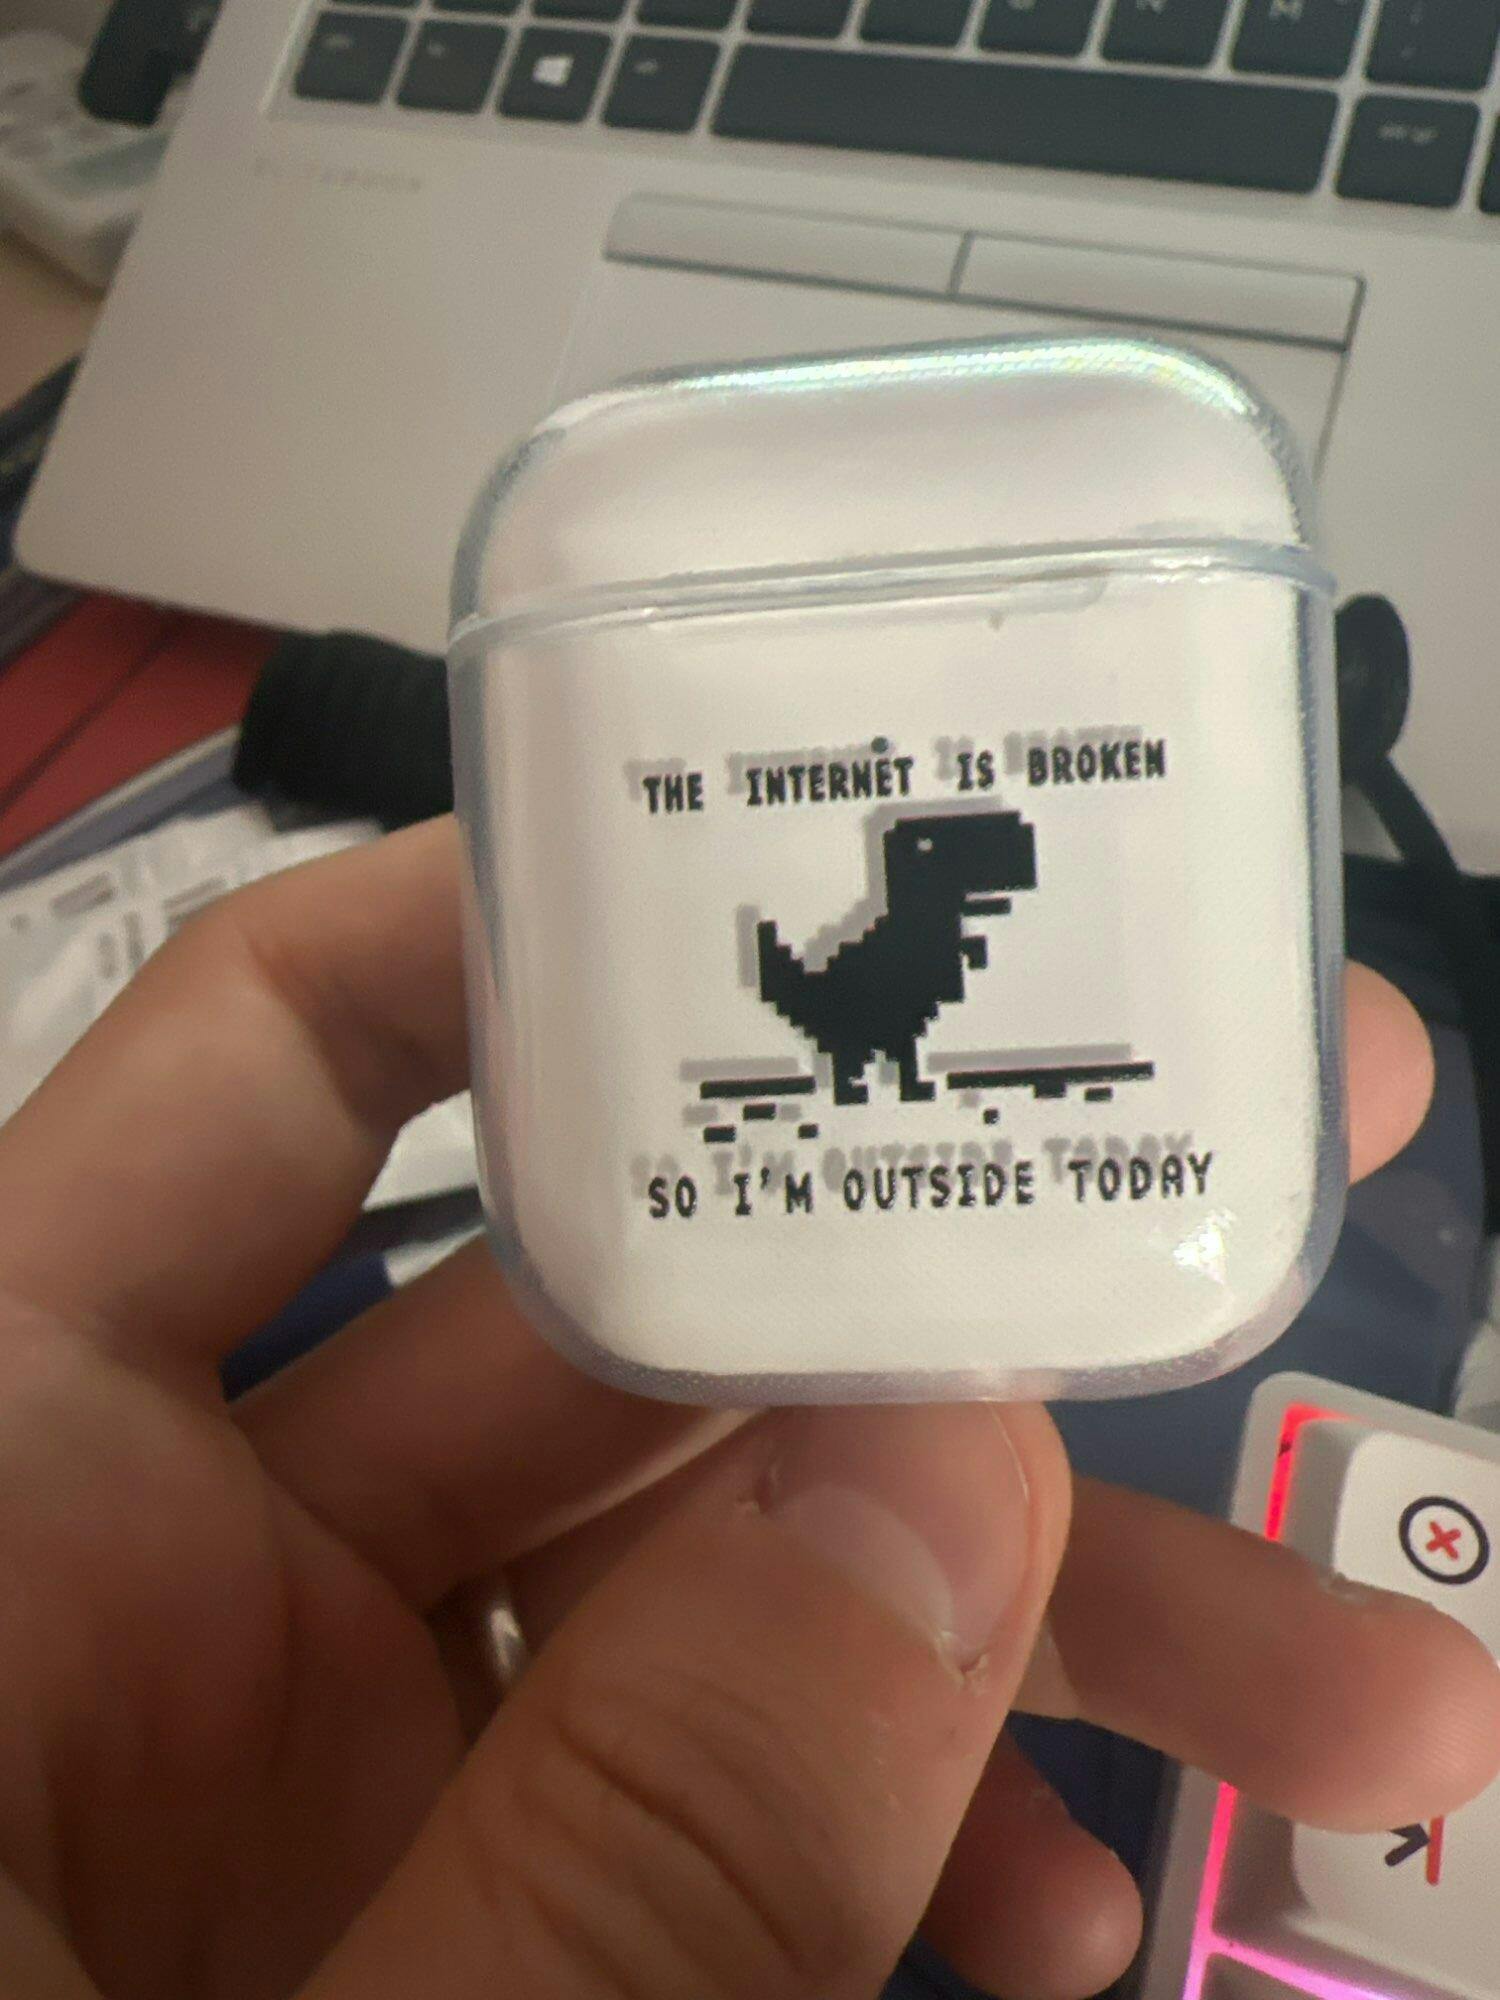 THE INTERNET IS BROKEN
SO I'M OUTSIDE TODAY